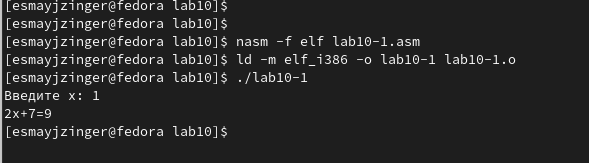 [esmayjzinger@fedora lab10]$
[esmayjzinger@fedora lab10]$
[esmayjzinger@fedora lab10]$ nasm -f elf lab10-1.asm
[esmayjzinger@fedora lab10]$ ld -m elf_i386 -o lab10-1 lab10-1.o
[esmayjzinger@fedora lab10]$ ./lab10-1
Введите x: 1
2x+7=9
[esmayjzinger@fedora lab10]$